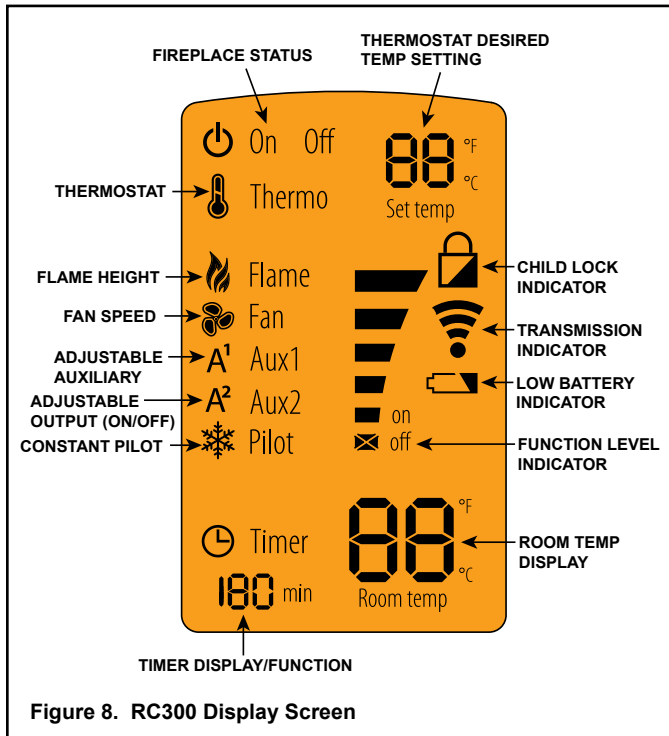 FIREPLACE STATUS
THERMOSTAT DESIRED
TEMP SETTING
On Off
88 °F
°C
Set temp
THERMOSTAT
Thermo
FLAME HEIGHT
Flame
CHILD LOCK
INDICATOR
FAN SPEED
Fan
TRANSMISSION
INDICATOR
ADJUSTABLE
AUXILIARY
A¹ Aux1
LOW BATTERY
INDICATOR
ADJUSTABLE
OUTPUT (ON/OFF)
A² Aux2
on
CONSTANT PILOT
Pilot
off
FUNCTION LEVEL
INDICATOR
Timer
180 min
88 °F
°C
Room temp
ROOM TEMP
DISPLAY
TIMER DISPLAY/FUNCTION
Figure 8. RC300 Display Screen